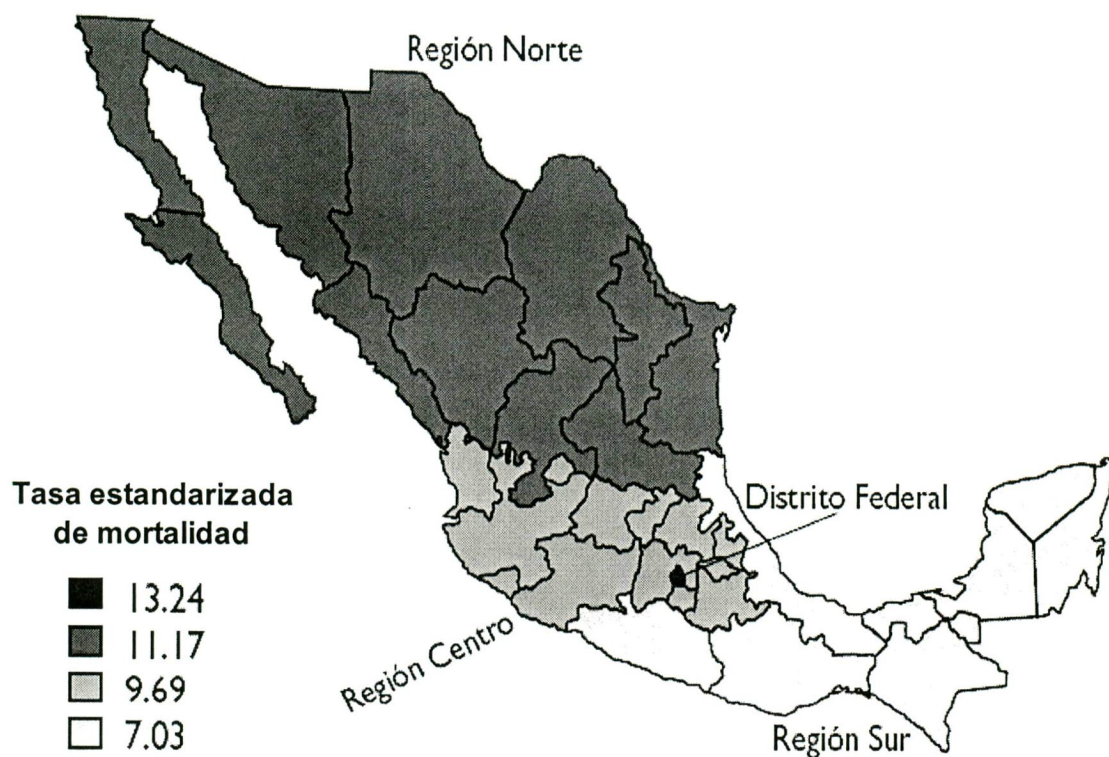 Región Norte
Distrito Federal
Tasa estandarizada
de mortalidad
13.24
11.17
9.69
7.03
Región Centro
Región Sur